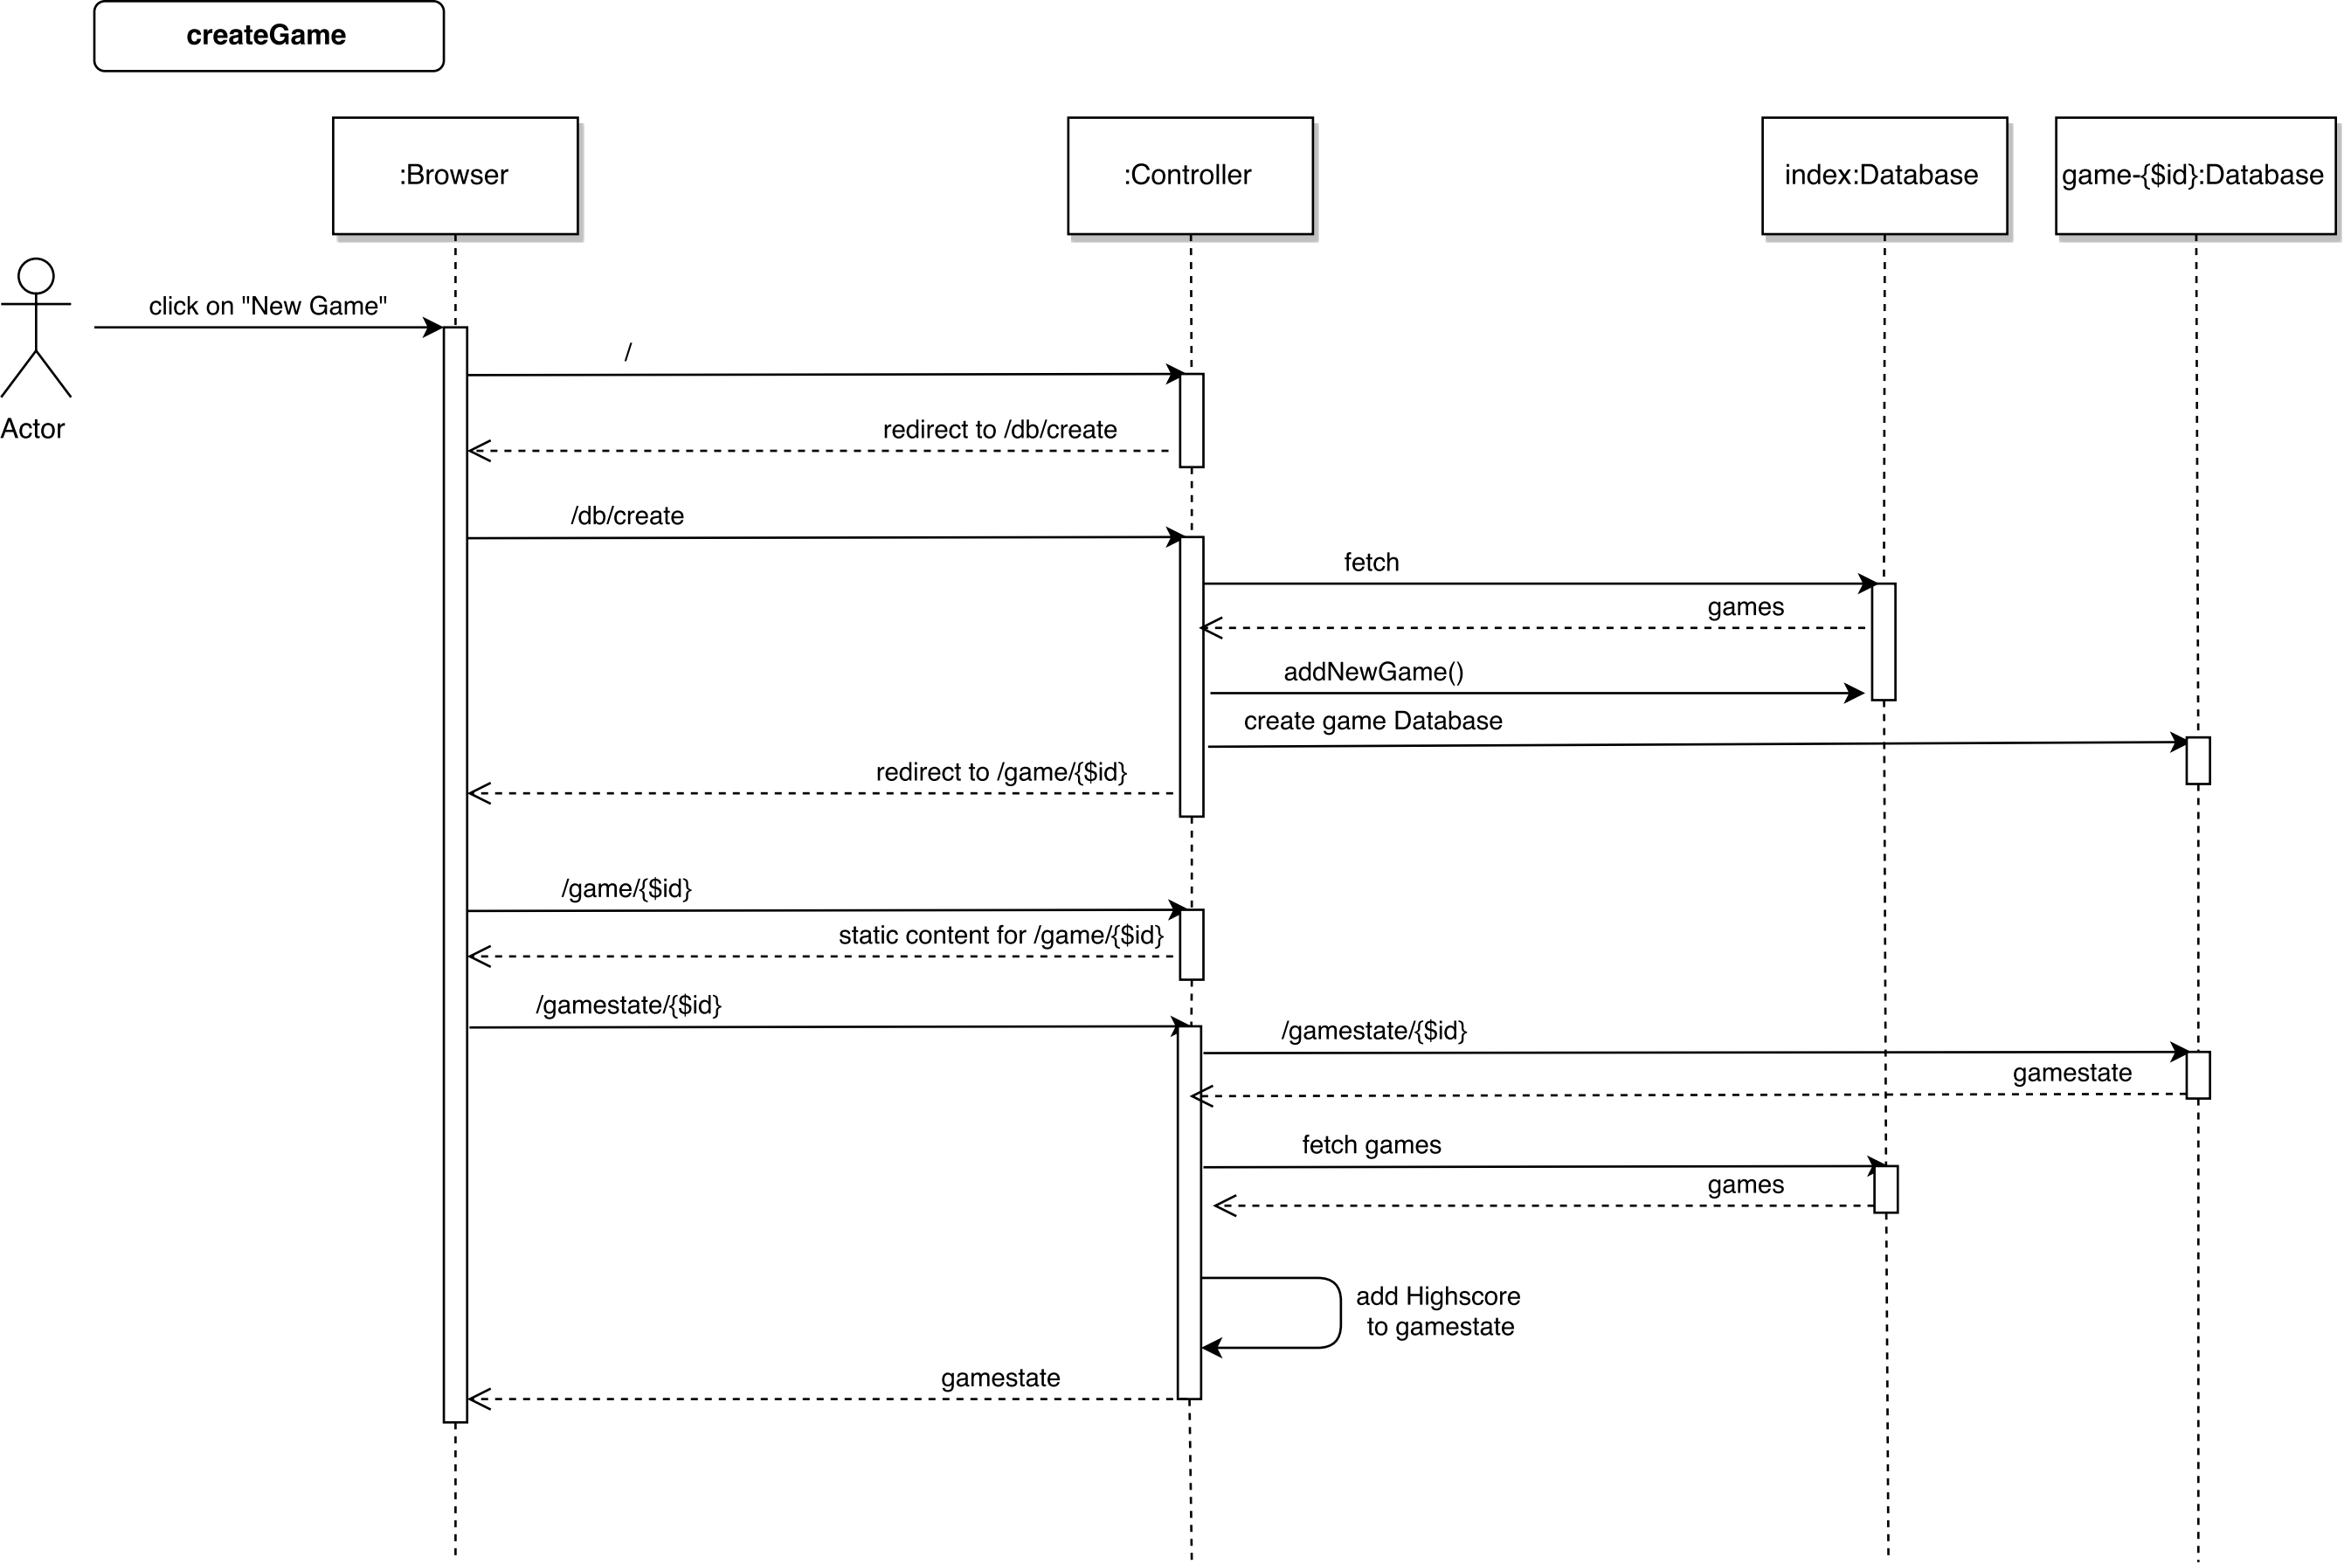 createGame
:Browser
:Controller
index:Database
game-{$id}:Database
Actor
click on "New Game"
/
redirect to /db/create
/db/create
fetch
games
addNewGame()
create game Database
redirect to /game/{$id}
/game/{$id}
static content for /game/{$id}
/gamestate/{$id}
/gamestate/{$id}
gamestate
fetch games
games
add Highscore
to gamestate
gamestate